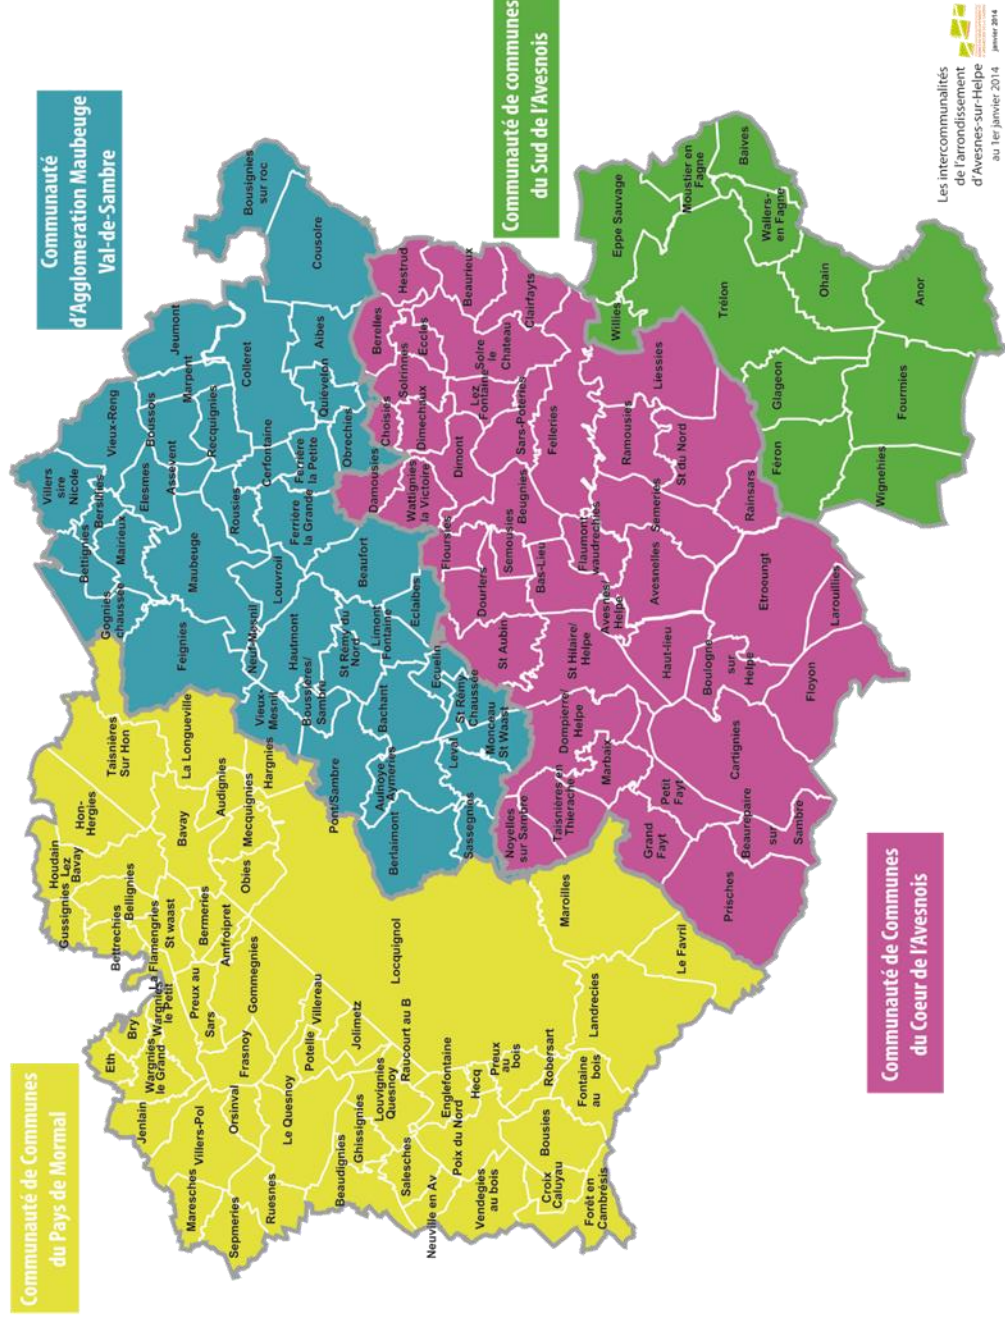 Communauté de Communes
du Pays de Mormal
Communauté
d'Agglomeration Maubeuge
Val-de-Sambre
Communauté de communes
du Sud de l'Avesnois
Communauté de Communes
du Coeur de l'Avesnois
Les intercommunalités
de l'arrondissement
d'Avesnes-sur-Helpe
au 1er janvier 2014
janvier 2014
Houdain
Lez
Bavay
Gussignies
Hon-
Hergies
Taisnières
Sur Hon
Bettrechies
Bellignies
La Flamengries
St waast
Bavay
La Longueville
Audignies
Mecquignies
Hargnies
Obies
Bermeries
Amfroipret
Preux au
Sars
Gommegnies
Eth
Bry
Wargnies
le Petit
Wargnies
le Grand
Jenlain
Villers-Pol
Maresches
Sepmeries
Ruesnes
Orsinval
Frasnoy
Le Quesnoy
Potelle
Villereau
Jolimetz
Locquignol
Beaudignies
Ghissignies
Louvignies
Quesnoy
Raucourt au B
Salesches
Neuville en Av
Englefontaine
Poix du Nord
Hecq
Preux
au
bois
Vendegies
au bois
Robersart
Bousies
Croix
Caluyau
Fontaine
au bois
Forêt en
Cambrésis
Landrecies
Le Favril
Maroilles
Villers
sire
Nicole
Bettignies
Bersillies
Vieux-Reng
Gognies
chaussée
Mairieux
Elesmes
Boussois
Jeumont
Marpent
Assevent
Recquignies
Feignies
Maubeuge
Rousies
Cerfontaine
Colleret
Bousignies
sur roc
Cousolre
Aibes
Quievelon
Ferrière
la Petite
Obrechies
Ferrière
la Grande
Louvroil
Neuf-Mesnil
Hautmont
Vieux-
Mesnil
Boussières/
Sambre
St Rémy du
Nord
Beaufort
Limont
Fontaine
Eclaibes
Ecuelin
Bachant
Pont/Sambre
Aulnoye
Aymeries
Berlaimont
Leval
St Rémy
Chaussée
Monceau
St Waast
Sassegnies
Hestrud
Berelles
Beaurieux
Solrinnes
Eccles
Choisies
Damousies
Dimechaux
Wattignies
la Victoire
Dimont
Lez
Fontaine
Solre
le
Chateau
Clairfayts
Sars-Poteries
Felleries
Beugnies
Floursies
Dourlers
Semousies
Bas-Lieu
St Aubin
Flaumont
waudrechies
Ramousies
Liessies
Semeries
St du Nord
Rainsars
Avesnelles
Avesnes/
Helpe
St Hilaire/
Helpe
Haut-lieu
Dompierre/
Helpe
Marbaix
Taisnières en
Thierache
Noyelles
sur Sambre
Petit
Fayt
Grand
Fayt
Prisches
Beaurepaire
sur
Sambre
Cartignies
Boulogne
sur
Helpe
Etroeungt
Larouillies
Floyon
Eppe Sauvage
Moustier en
Fagne
Baives
Wallers-
en Fagne
Willies
Trélon
Ohain
Anor
Glageon
Féron
Fourmies
Wignehies